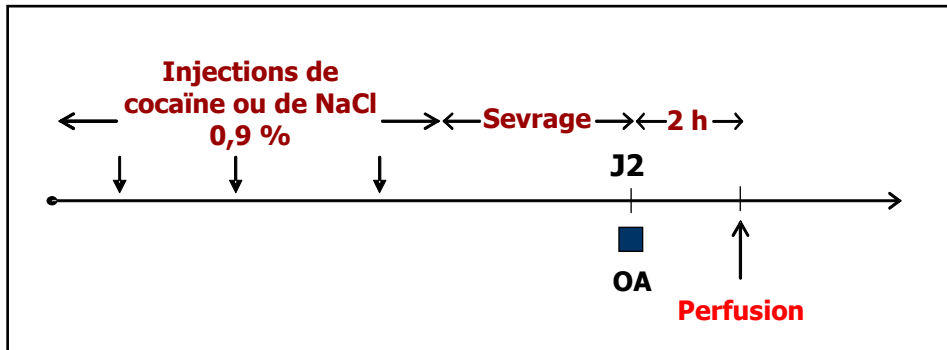 Injections de
cocaïne ou de NaCl
0,9 %
Sevrage
2 h
J2
OA
Perfusion